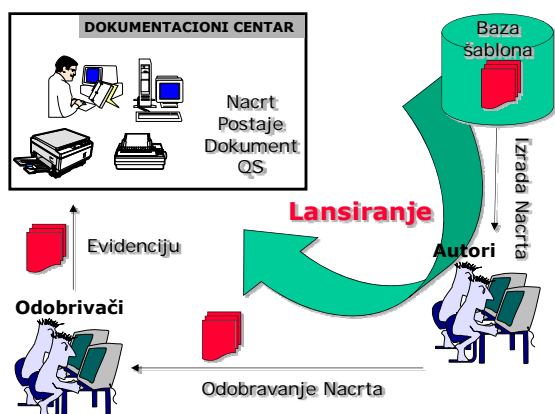 DOKUMENTACIONI CENTAR
Nacrt
Postaje
Dokument
QS
Baza
šablona
Izrada Nacrta
Lansiranje
Autori
Evidenciju
Odobrivači
Odobravanje Nacrta